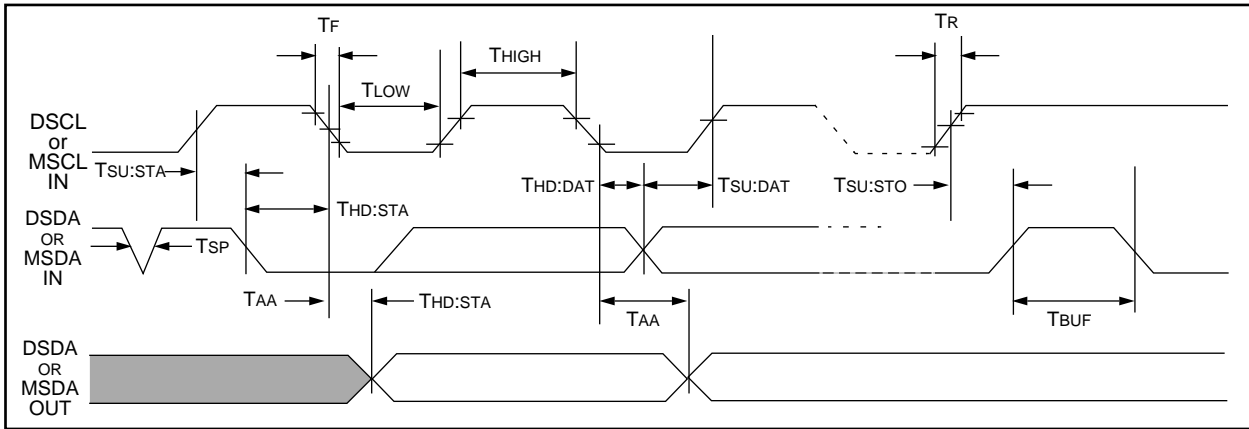 TF
TR
THIGH
TLOW
DSCL
or
MSCL
IN
TSU:STA
THD:DAT
TSU:DAT
TSU:STO
THD:STA
DSDA
OR
MSDA
IN
TSP
TAA
THD:STA
TAA
TBUF
DSDA
OR
MSDA
OUT